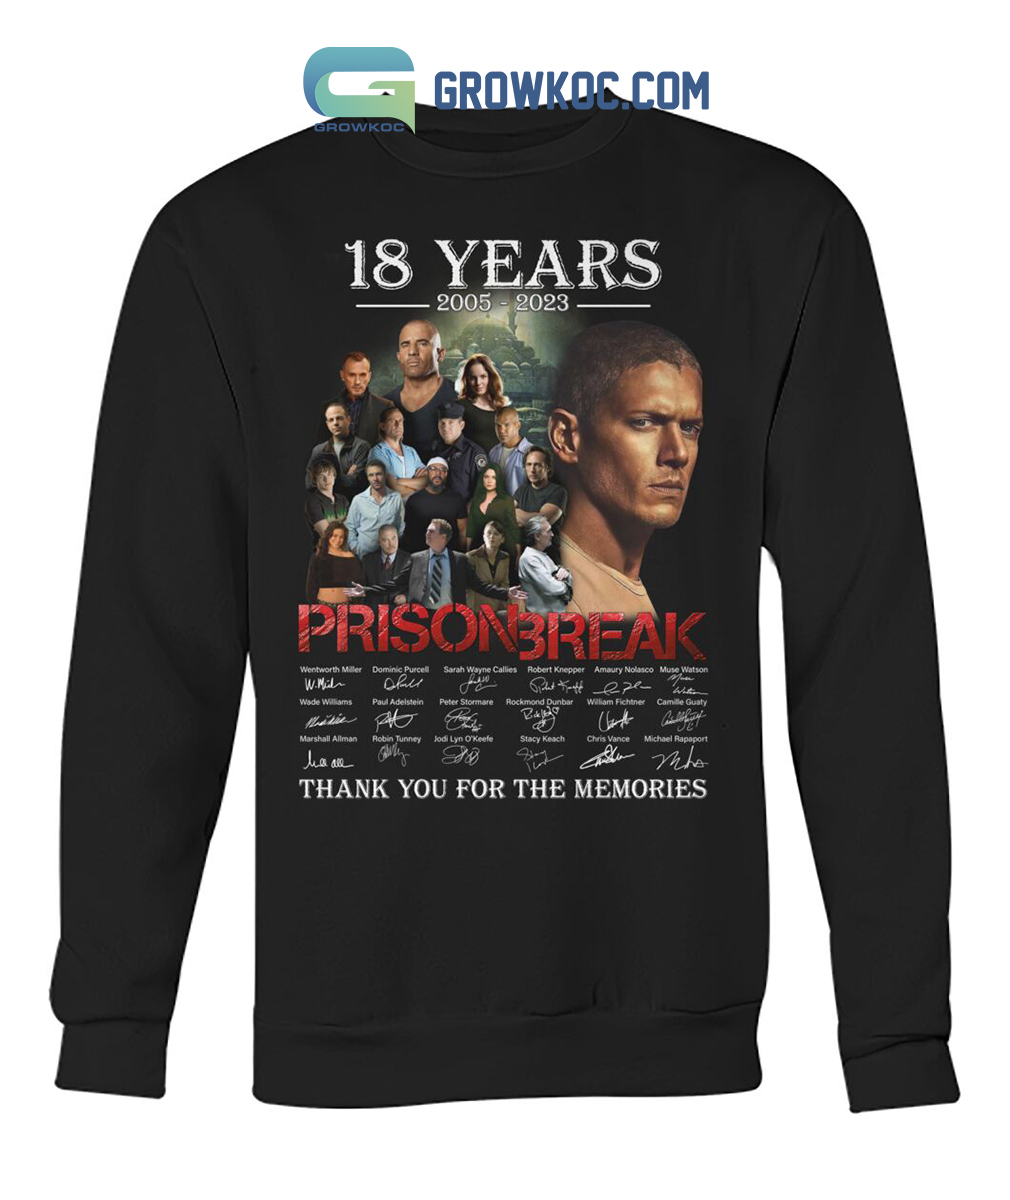 GROWKOC.COM
GROWKOC
18 YEARS
2005 - 2023
PRISON BREAK
Wentworth Miller Dominic Purcell Sarah Wayne Callies Robert Knepper Amaury Nolasco Muse Watson
Wade Williams Paul Adelstein Peter Stormare Rockmond Dunbar William Fichtner Camille Guaty
Marshall Allman Robin Tunney Jodi Lyn O'Keefe Stacy Keach Chris Vance Michael Rapaport
THANK YOU FOR THE MEMORIES